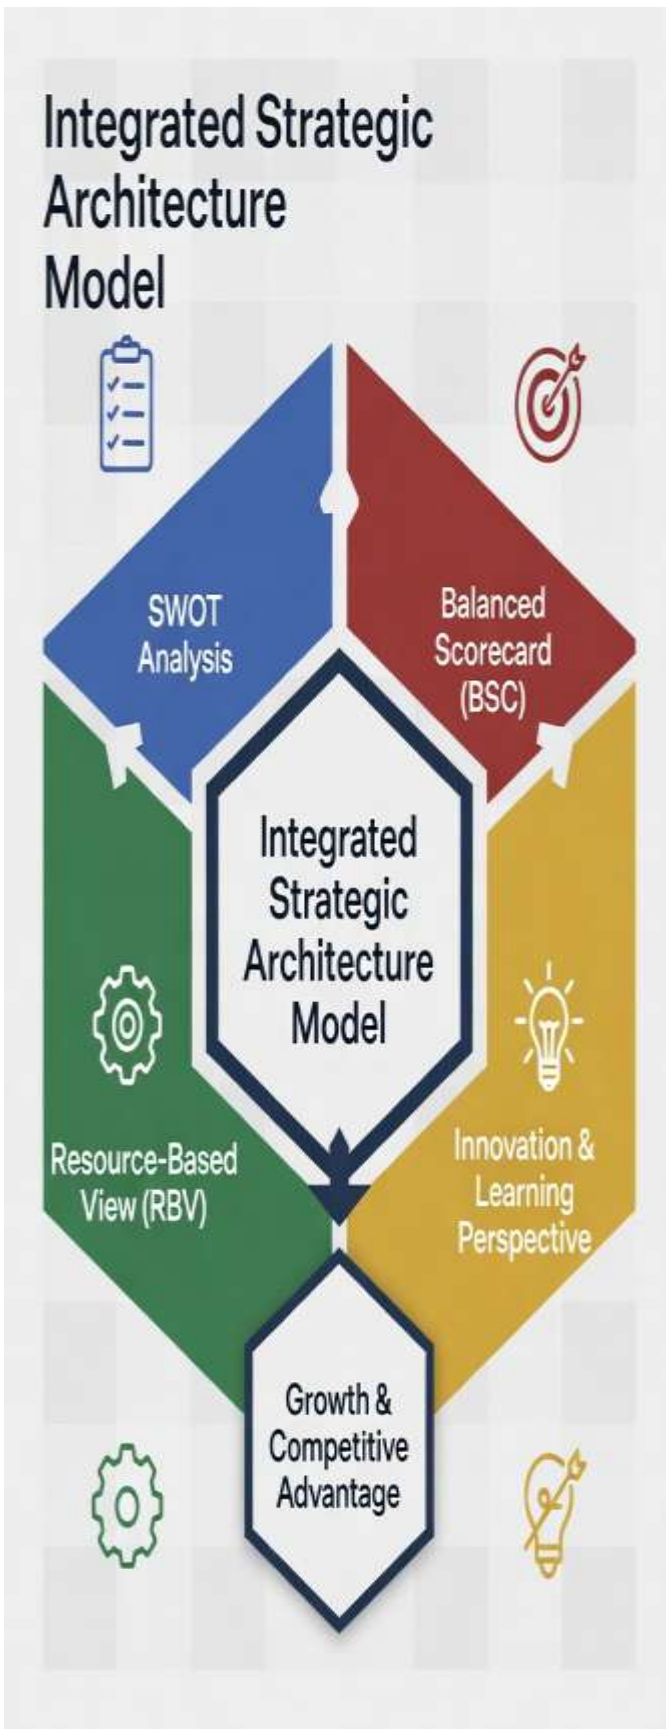 Integrated Strategic
Architecture
Model
SWOT
Analysis
Balanced
Scorecard
(BSC)
Integrated
Strategic
Architecture
Model
Resource-Based
View (RBV)
Innovation &
Learning
Perspective
Growth &
Competitive
Advantage